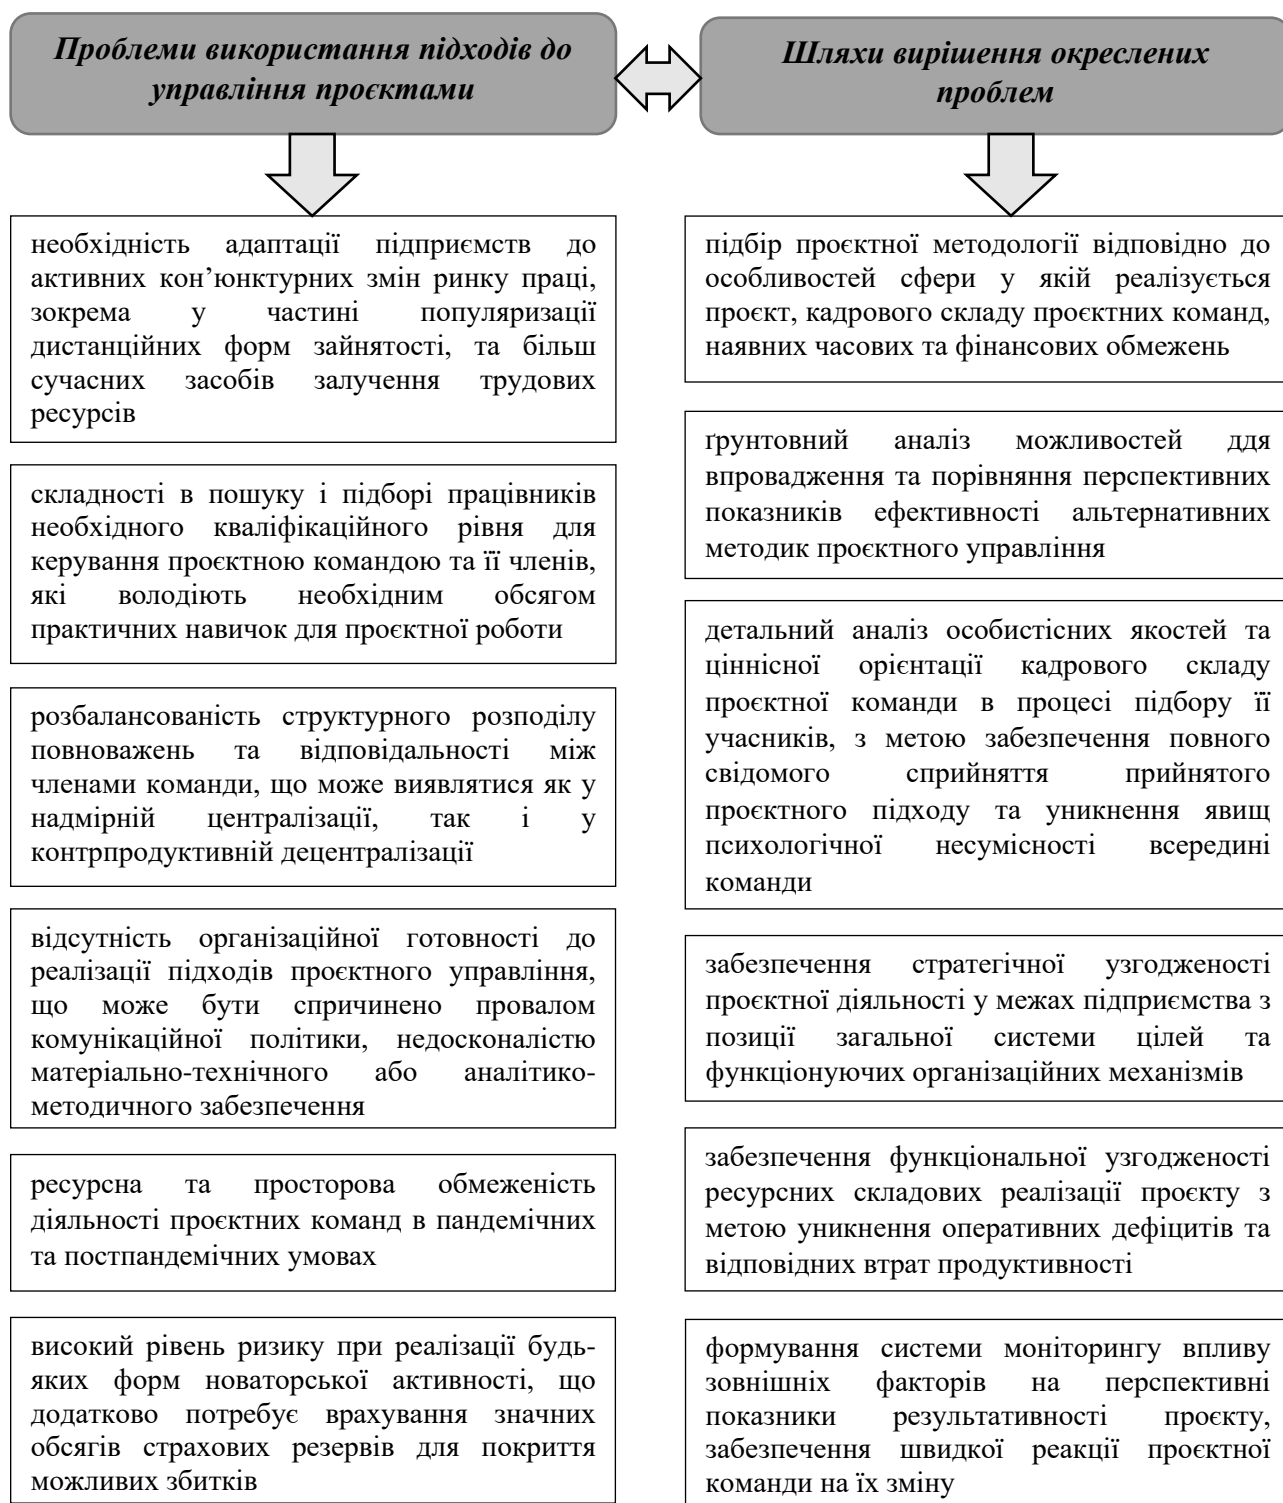 Проблеми використання підходів до
управління проєктами
Шляхи вирішення окреслених
проблем
необхідність адаптації підприємств до
активних кон’юнктурних змін ринку праці,
зокрема у частині популяризації
дистанційних форм зайнятості, та більш
сучасних засобів залучення трудових
ресурсів
складності в пошуку і підборі працівників
необхідного кваліфікаційного рівня для
керування проєктною командою та її членів,
які володіють необхідним обсягом
практичних навичок для проєктної роботи
розбалансованість структурного розподілу
повноважень та відповідальності між
членами команди, що може виявлятися як у
надмірній централізації, так і у
контрпродуктивній децентралізації
відсутність організаційної готовності до
реалізації підходів проєктного управління,
що може бути спричинено провалом
комунікаційної політики, недосконалістю
матеріально-технічного або аналітико-
методичного забезпечення
ресурсна та просторова обмеженість
діяльності проєктних команд в пандемічних
та постпандемічних умовах
високий рівень ризику при реалізації будь-
яких форм новаторської активності, що
додатково потребує врахування значних
обсягів страхових резервів для покриття
можливих збитків
підбір проєктної методології відповідно до
особливостей сфери у якій реалізується
проєкт, кадрового складу проєктних команд,
наявних часових та фінансових обмежень
ґрунтовний аналіз можливостей ддя
впровадження та порівняння перспективних
показників ефективності альтернативних
методик проєктного управління
детальний аналіз особистісних якостей та
ціннісної орієнтації кадрового складу
проєктної команди в процесі підбору її
учасників, з метою забезпечення повного
свідомого сприйняття прийнятого
проєктного підходу та уникнення явищ
психологічної несумісності всередині
команди
забезпечення стратегічної узгодженості
проєктної діяльності у межах підприємства з
позиції загальної системи цілей та
функціонуючих організаційних механізмів
забезпечення функціональної узгодженості
ресурсних складових реалізації проєкту з
метою уникнення оперативних дефіцитів та
відповідних втрат продуктивності
формування системи моніторингу впливу
зовнішніх факторів на перспективні
показники результативності проєкту,
забезпечення швидкої реакції проєктної
команди на їх зміну